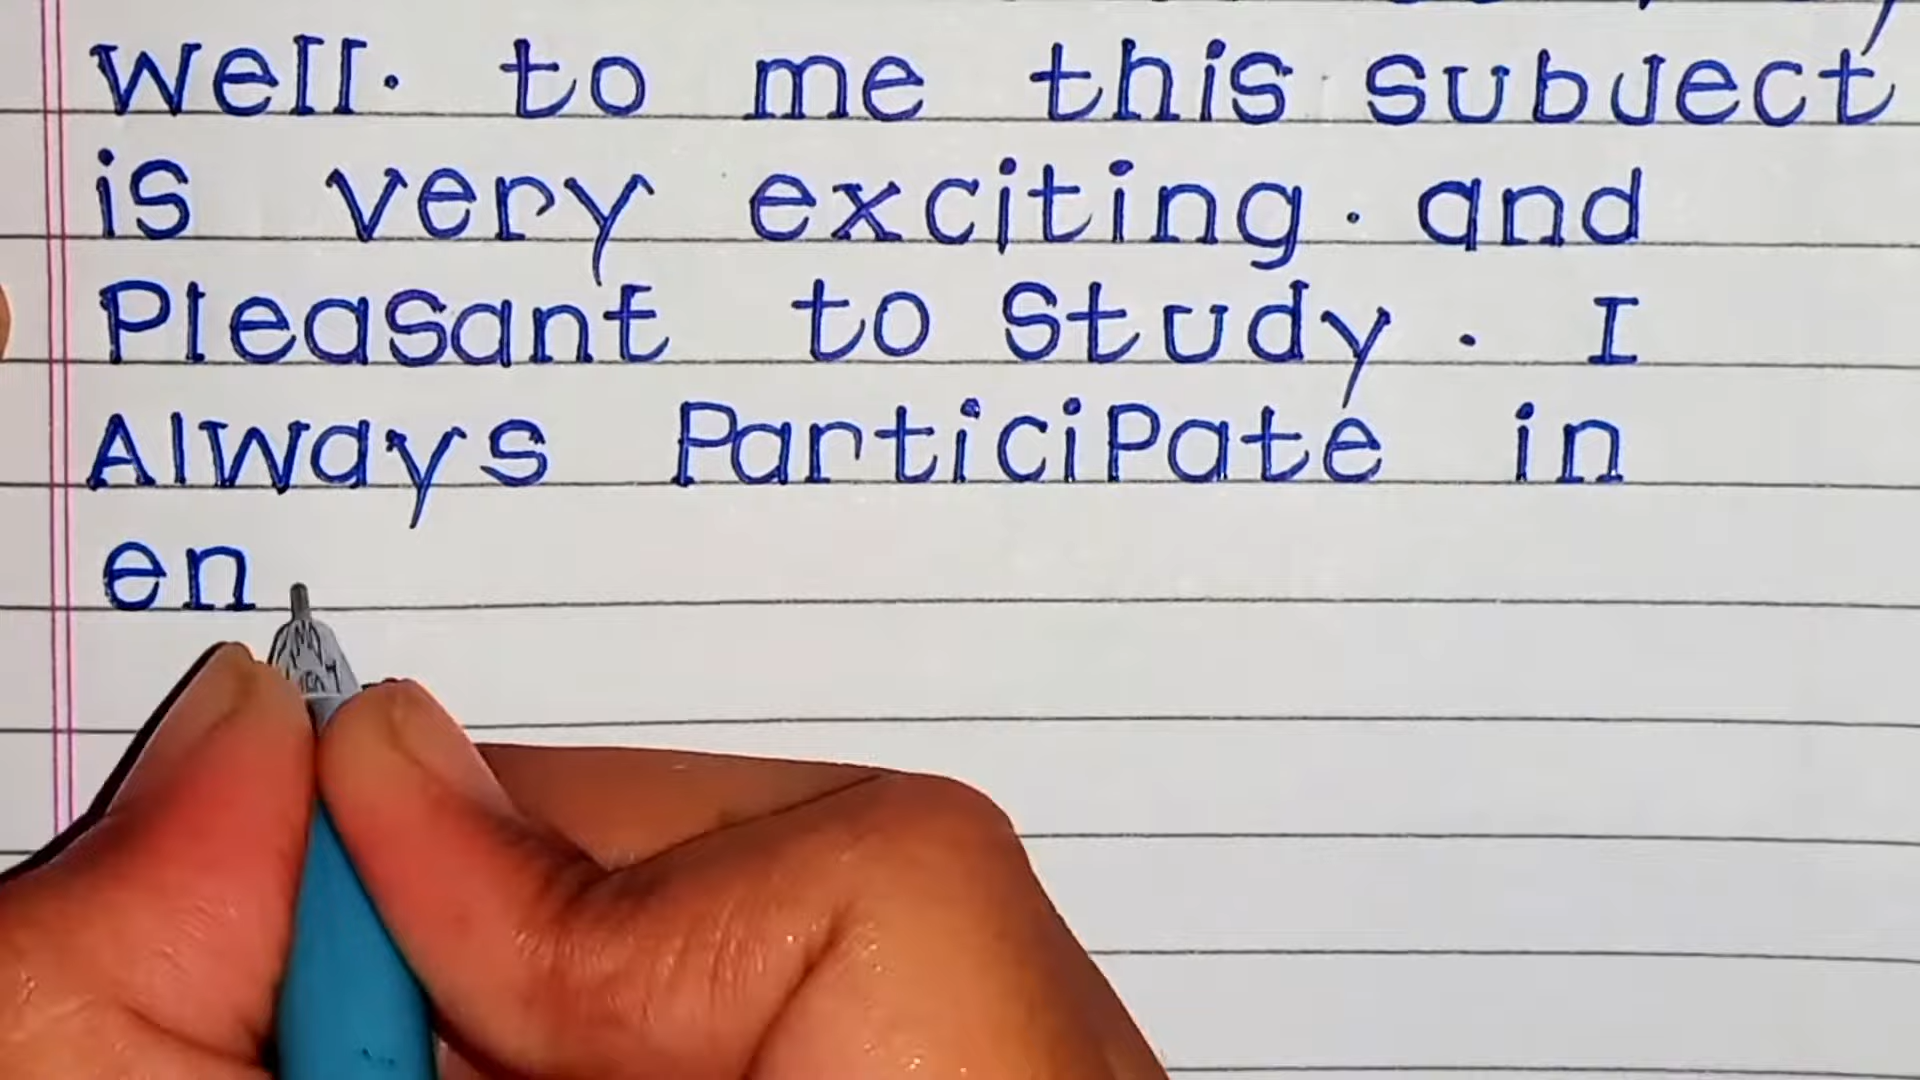 well. to me this subject
is very exciting. and
Pleasant to study. I
Always Participate in
en